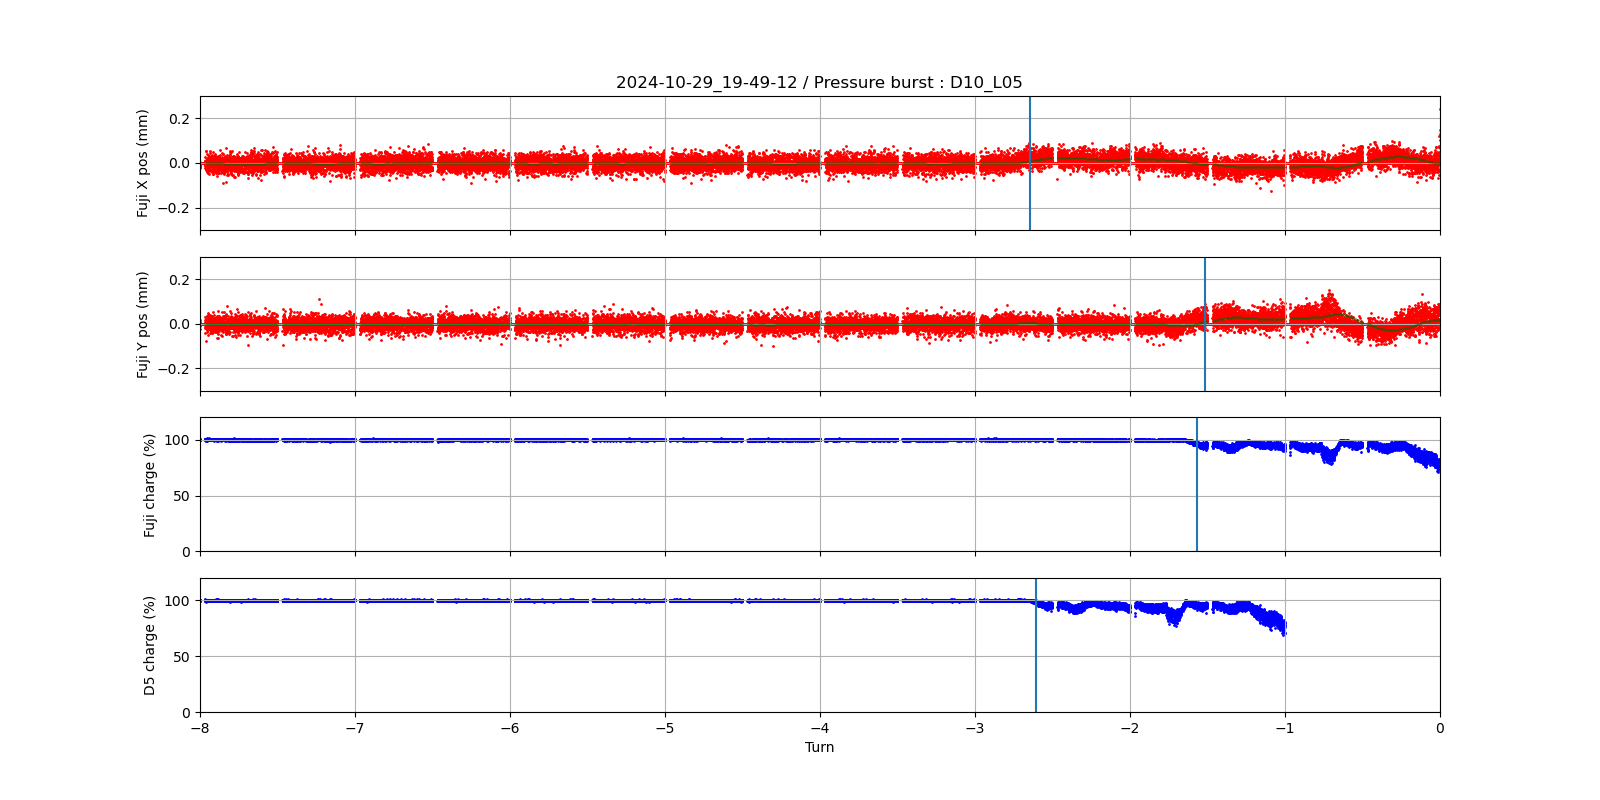 2024-10-29_19-49-12 / Pressure burst : D10_L05
Fuji X pos (mm)
0.2
0.0
−0.2
Fuji Y pos (mm)
0.2
0.0
−0.2
Fuji charge (%)
100
50
0
D5 charge (%)
100
50
0
−8 −7 −6 −5 −4 −3 −2 −1 0
Turn